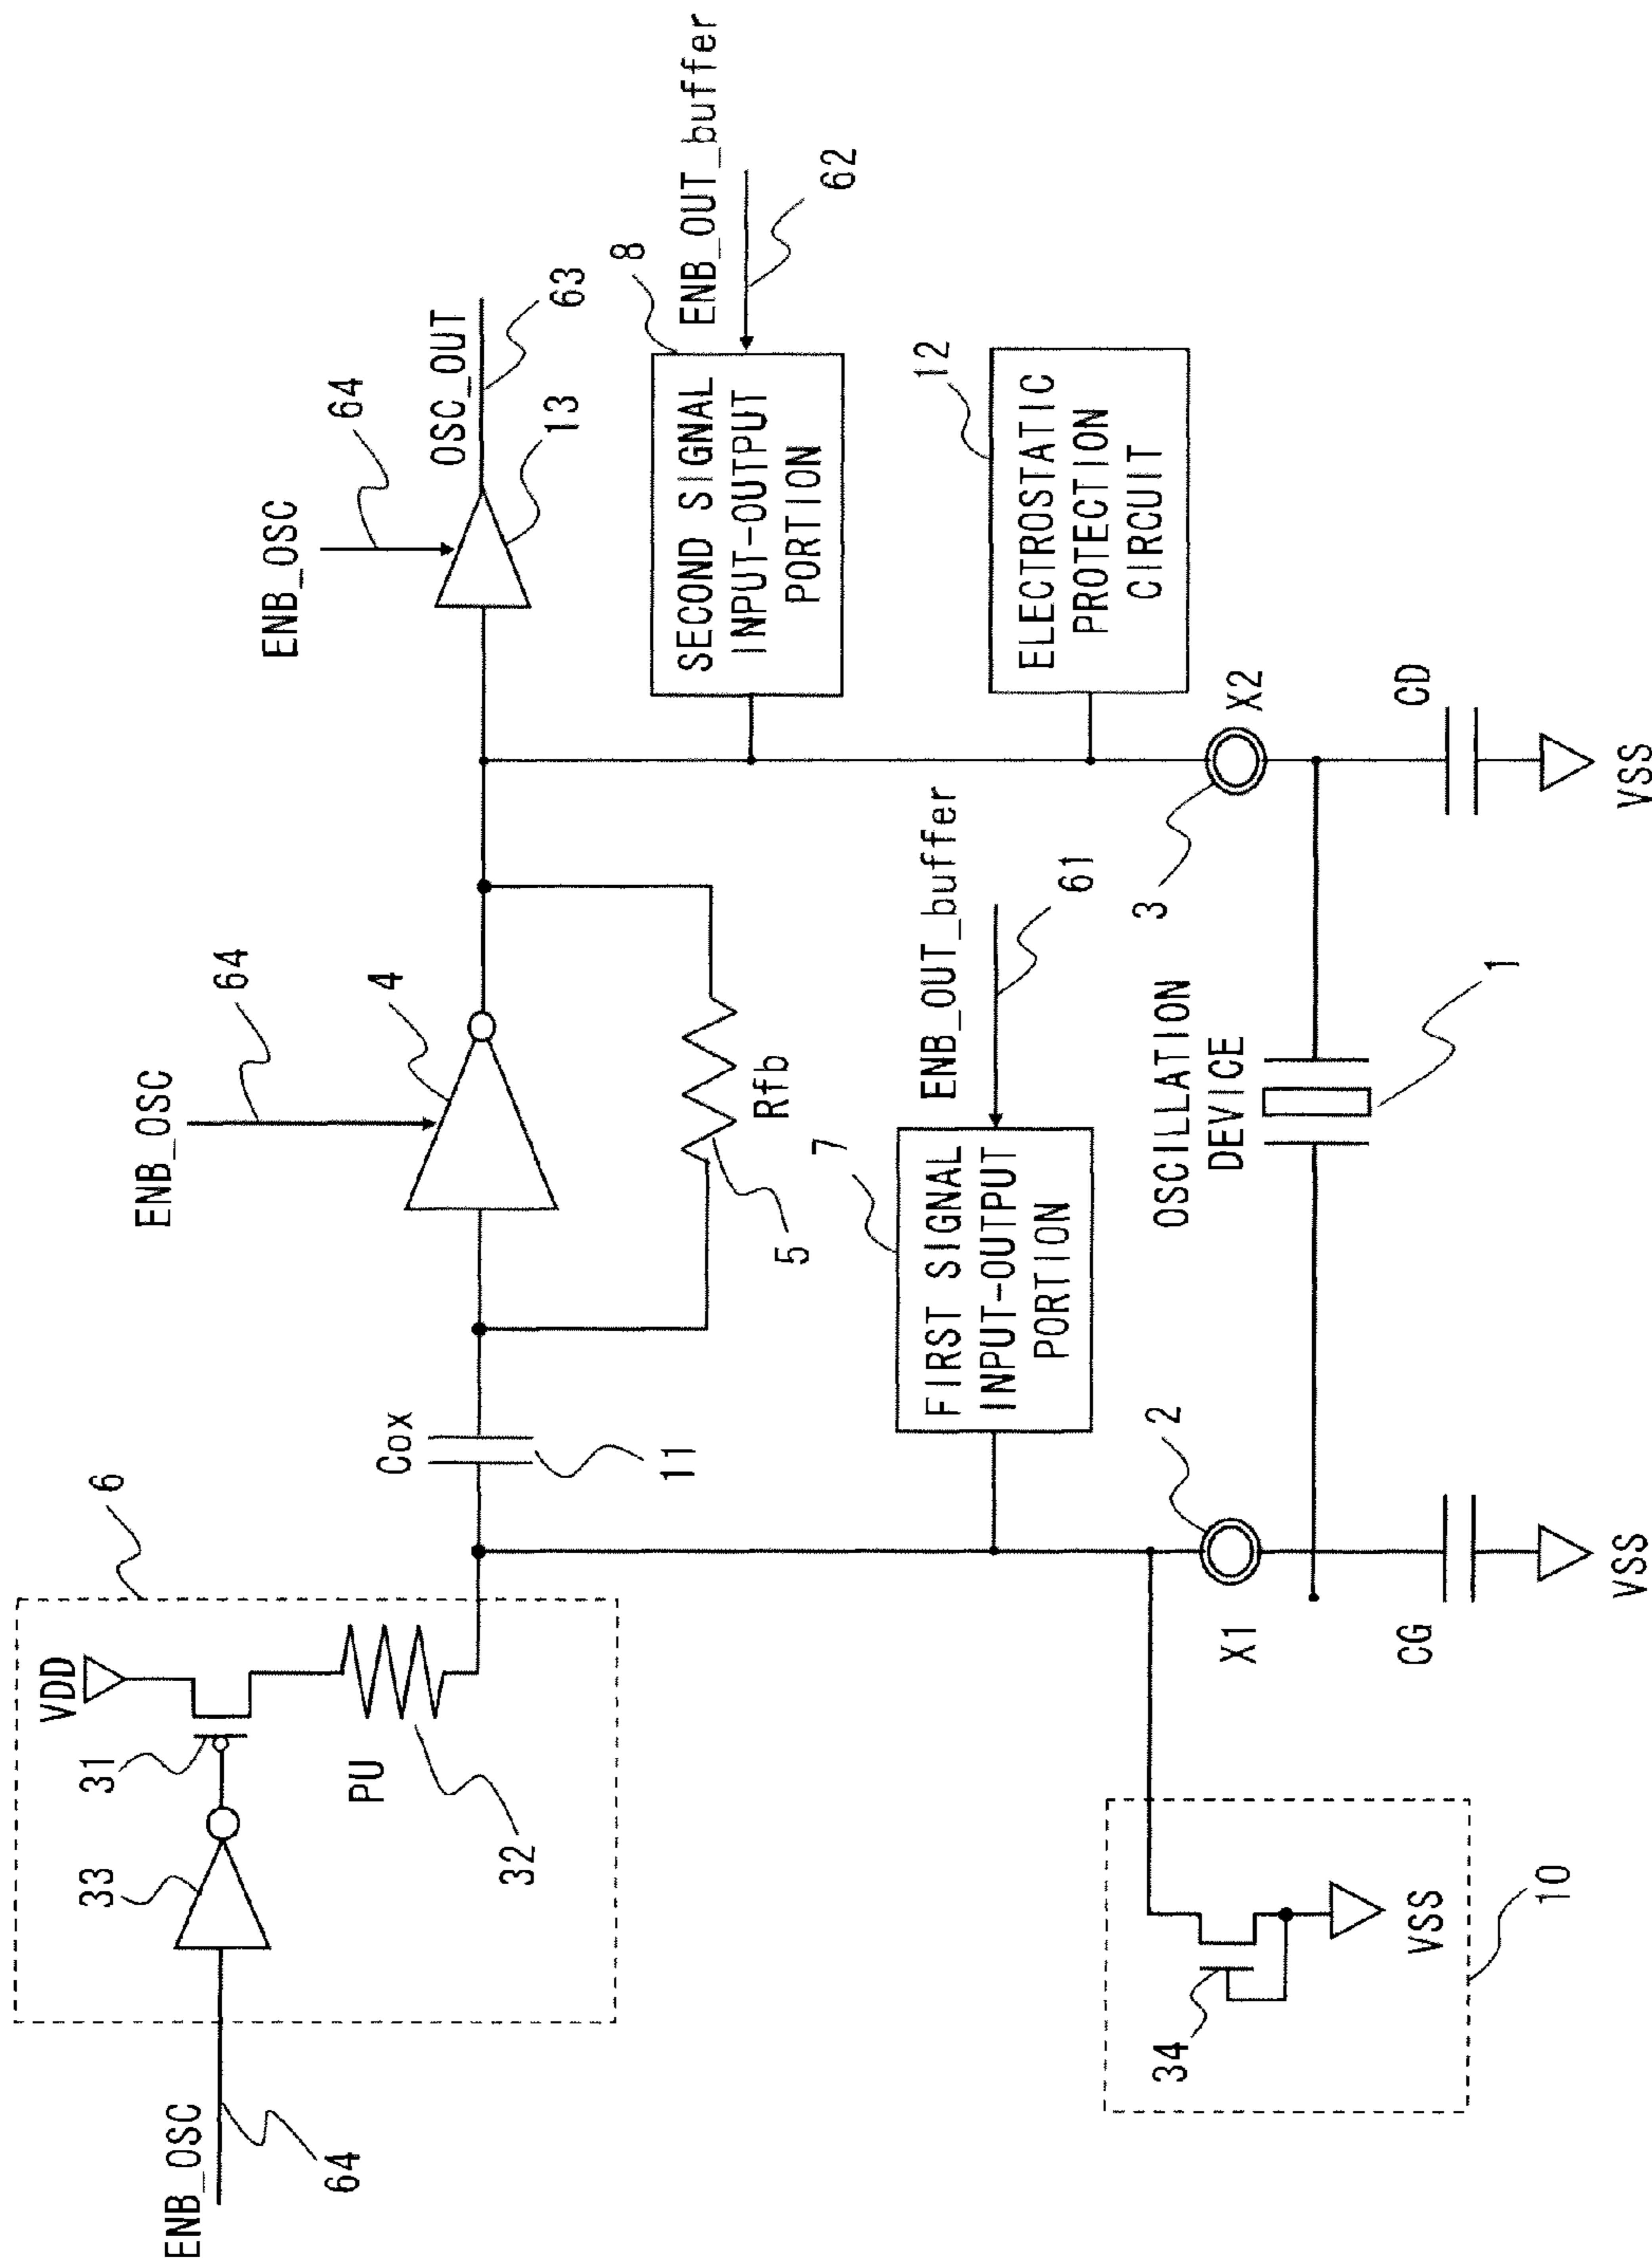 ENB_OSC
64
33
31
VDD
PU
32
6
Cox
11
ENB_OSC
64
4
Rfb
5
ENB_OSC
64
OSC_OUT
63
13
SECOND SIGNAL
INPUT-OUTPUT
PORTION
8
ENB_OUT_buffer
62
FIRST SIGNAL
INPUT-OUTPUT
PORTION
7
ENB_OUT_buffer
61
ELECTROSTATIC
PROTECTION
CIRCUIT
12
34
VSS
10
X1
2
CG
VSS
OSCILLATION
DEVICE
1
3
X2
CD
VSS